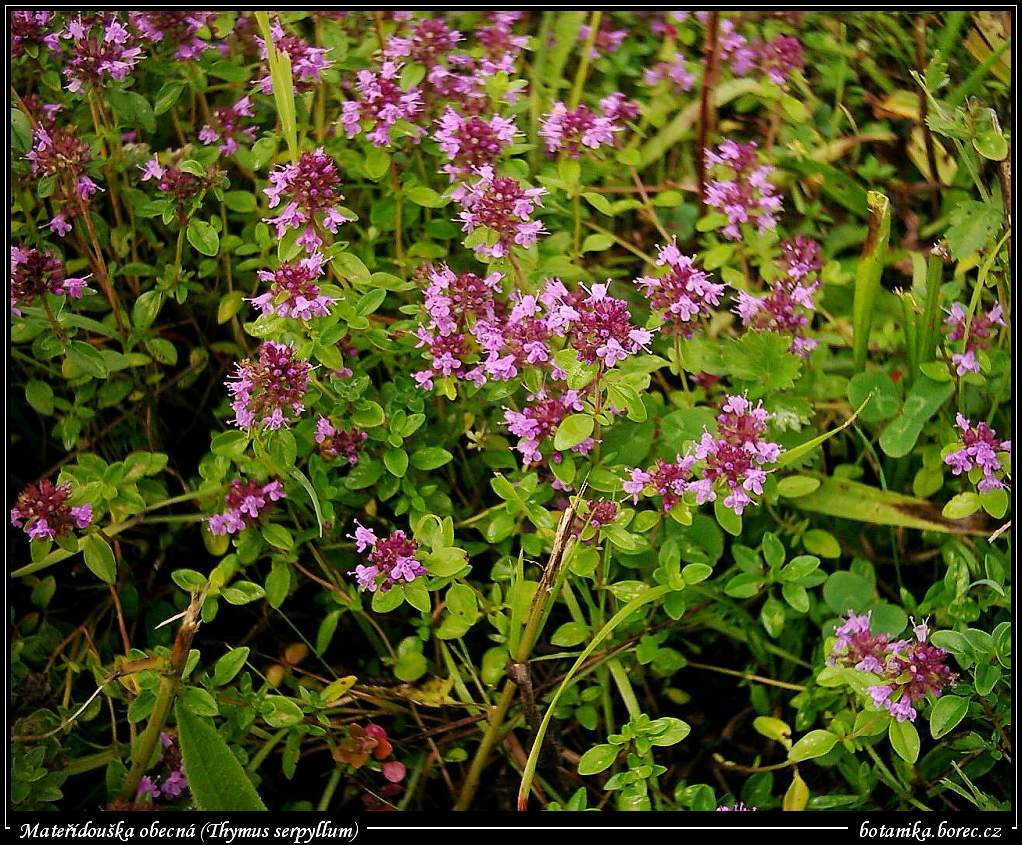 Mateřídouška obecná (Thymus serpyllum)
botanika.borec.cz